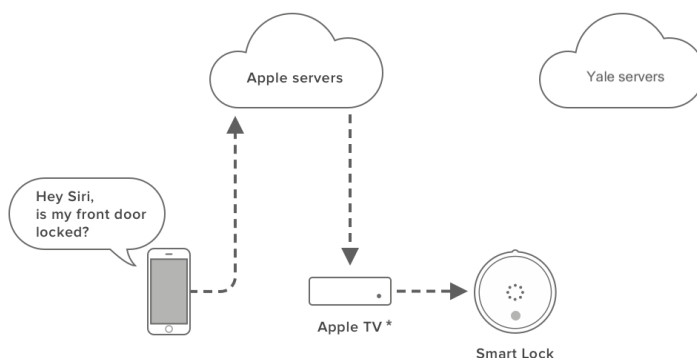 Apple servers
Yale servers
Hey Siri,
is my front door
locked?
Apple TV *
Smart Lock